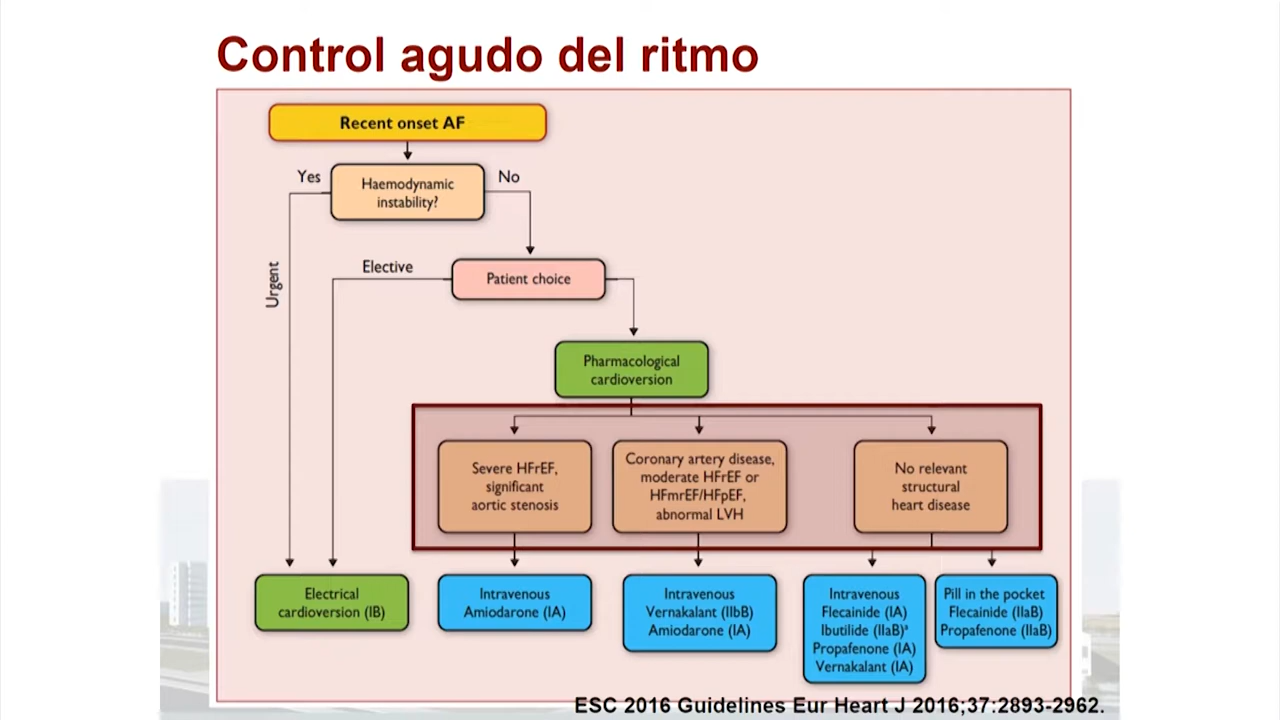 Control agudo del ritmo
Recent onset AF
Yes
Haemodynamic
instability?
No
Urgent
Elective
Patient choice
Pharmacological
cardioversion
Severe HFrEF,
significant
aortic stenosis
Coronary artery disease,
moderate HFrEF or
HFmrEF/HFpEF,
abnormal LVH
No relevant
structural
heart disease
Electrical
cardioversion (IB)
Intravenous
Amiodarone (IA)
Intravenous
Vernakalant (IIbB)
Amiodarone (IA)
Intravenous
Flecainide (IA)
Ibutilide (IIaB)ª
Propafenone (IA)
Vernakalant (IA)
Pill in the pocket
Flecainide (IIaB)
Propafenone (IIaB)
ESC 2016 Guidelines Eur Heart J 2016;37:2893-2962.